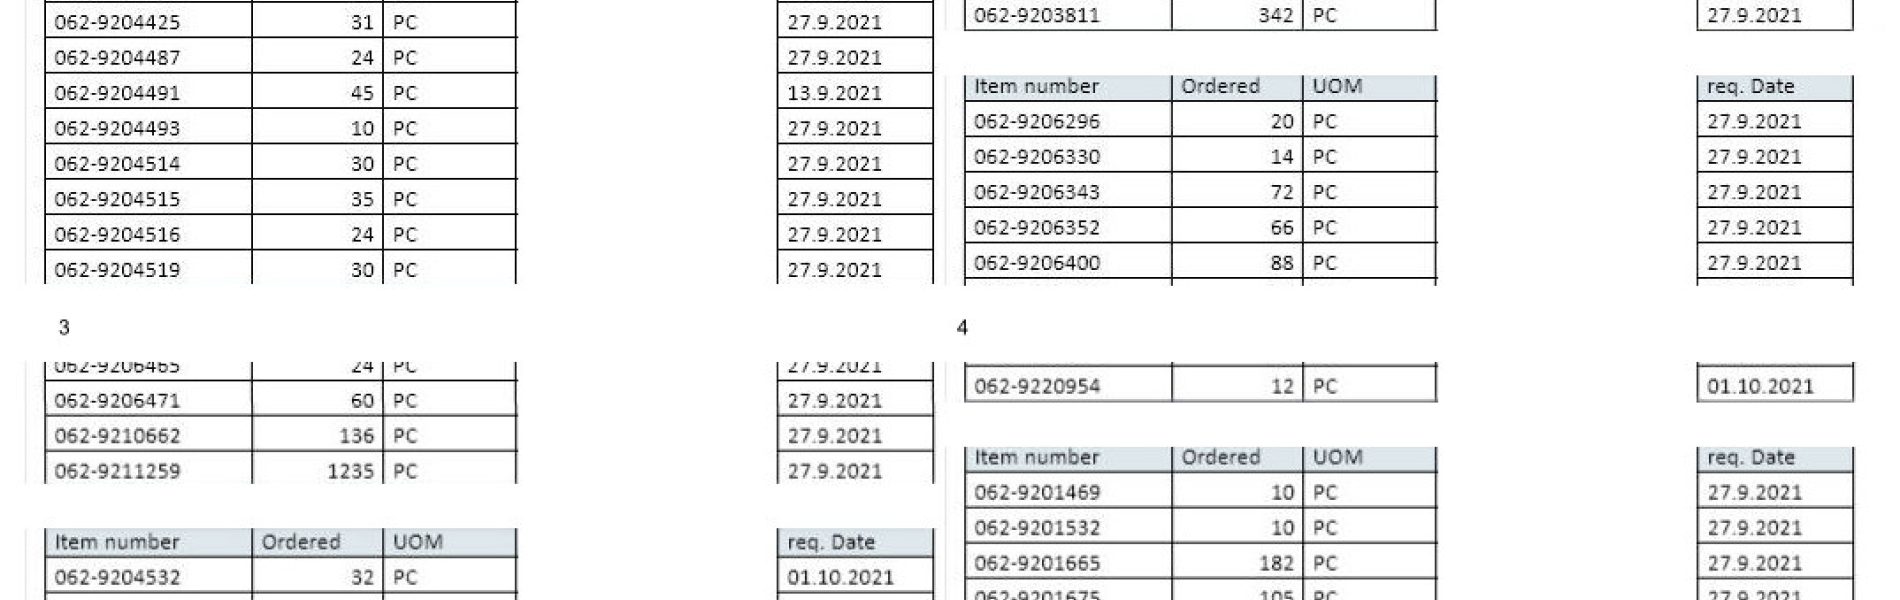 062-9204425 31 PC 27.9.2021
062-9204487 24 PC 27.9.2021
062-9204491 45 PC 13.9.2021
062-9204493 10 PC 27.9.2021
062-9204514 30 PC 27.9.2021
062-9204515 35 PC 27.9.2021
062-9204516 24 PC 27.9.2021
062-9204519 30 PC 27.9.2021
062-9203811 342 PC 27.9.2021
Item number Ordered UOM req. Date
062-9206296 20 PC 27.9.2021
062-9206330 14 PC 27.9.2021
062-9206343 72 PC 27.9.2021
062-9206352 66 PC 27.9.2021
062-9206400 88 PC 27.9.2021
3
062-9206465 24 PC 27.9.2021
062-9206471 60 PC 27.9.2021
062-9210662 136 PC 27.9.2021
062-9211259 1235 PC 27.9.2021
Item number Ordered UOM req. Date
062-9204532 32 PC 01.10.2021
4
062-9220954 12 PC 01.10.2021
Item number Ordered UOM req. Date
062-9201469 10 PC 27.9.2021
062-9201532 10 PC 27.9.2021
062-9201665 182 PC 27.9.2021
062-9201675 105 PC 27.9.2021